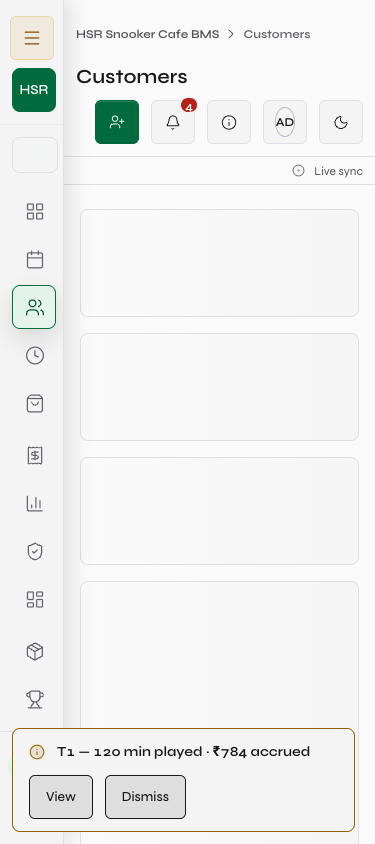 HSR Snooker Cafe BMS > Customers
HSR
Customers
4
AD
Live sync
T1 — 120 min played · ₹784 accrued
View
Dismiss